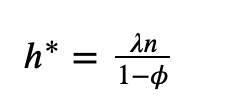 h* = λn / 1−ϕ